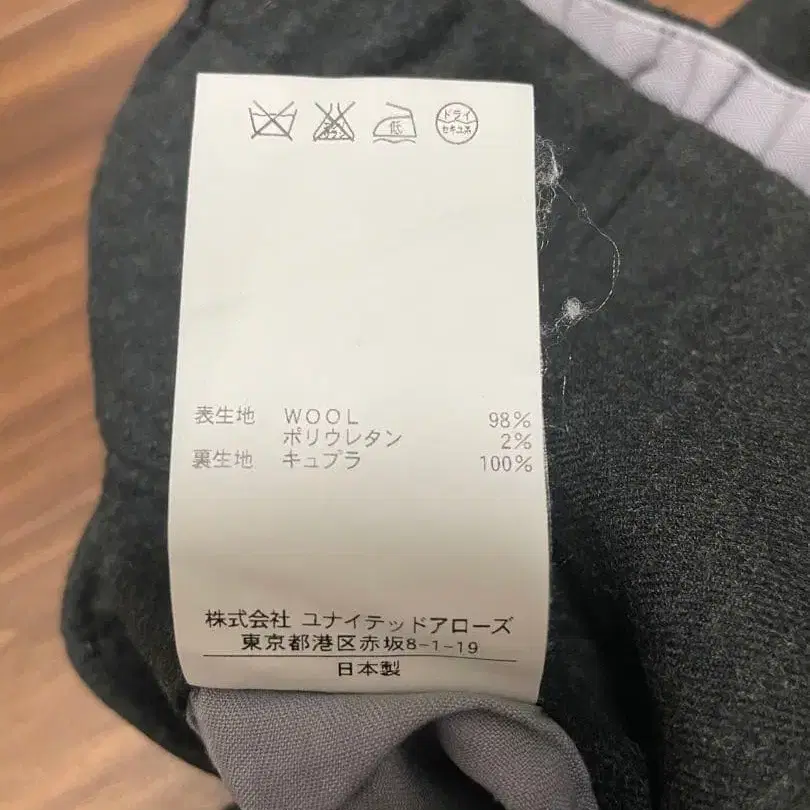 低 ドライ
セキユ系
表生地 WOOL 98%
ポリウレタン 2%
裏生地 キュプラ 100%
株式会社 ユナイテッドアローズ
東京都港区赤坂8-1-19
日本製